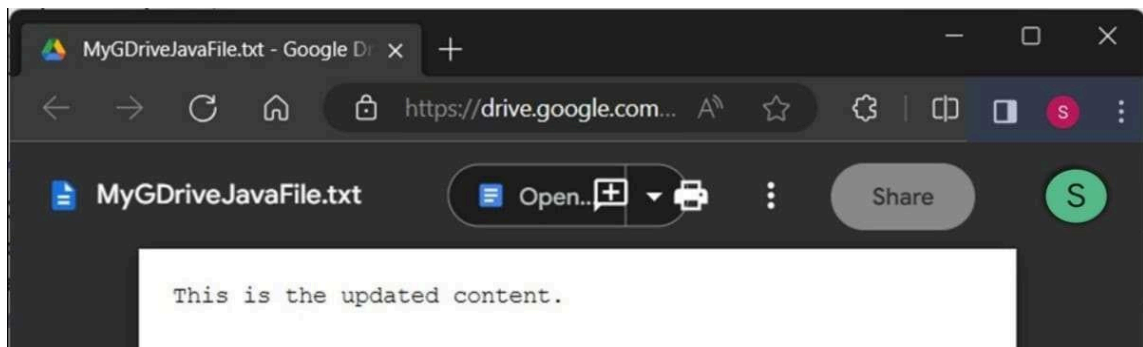 MyGDriveJavaFile.txt - Google Dr
https://drive.google.com... A S
MyGDriveJavaFile.txt Open... Share S
This is the updated content.